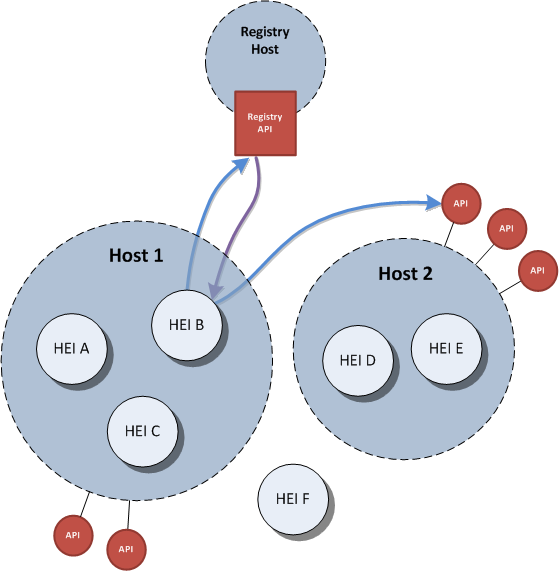 Registry
Host
Registry
API
API
API
API
Host 1
Host 2
HEI B
HEI A
HEI D
HEI E
HEI C
HEI F
API
API